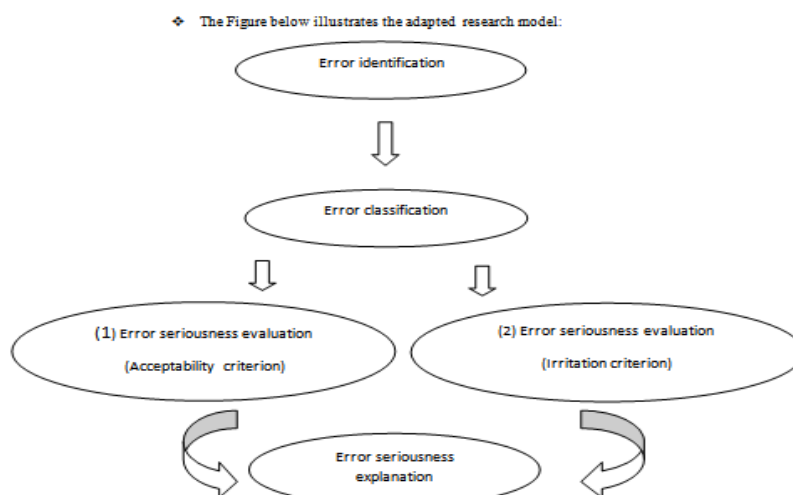 ❖ The Figure below illustrates the adapted research model:
Error identification
Error classification
(1) Error seriousness evaluation
(Acceptability criterion)
(2) Error seriousness evaluation
(Irritation criterion)
Error seriousness
explanation